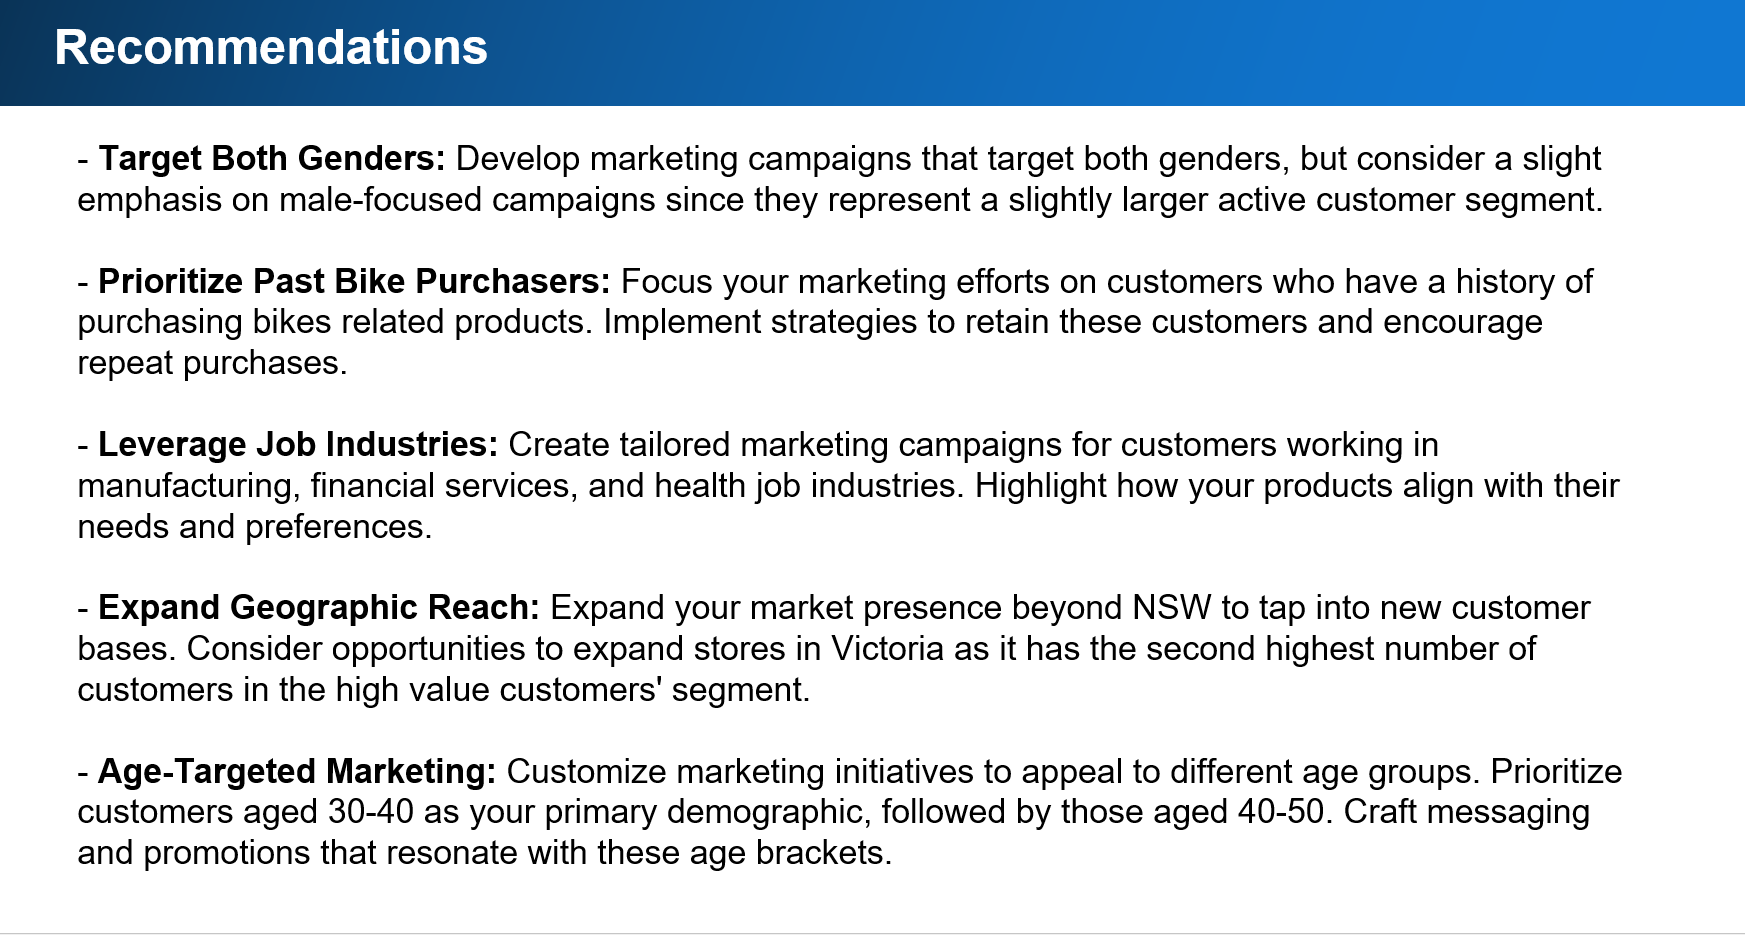 Recommendations
- Target Both Genders: Develop marketing campaigns that target both genders, but consider a slight
emphasis on male-focused campaigns since they represent a slightly larger active customer segment.
- Prioritize Past Bike Purchasers: Focus your marketing efforts on customers who have a history of
purchasing bikes related products. Implement strategies to retain these customers and encourage
repeat purchases.
- Leverage Job Industries: Create tailored marketing campaigns for customers working in
manufacturing, financial services, and health job industries. Highlight how your products align with their
needs and preferences.
- Expand Geographic Reach: Expand your market presence beyond NSW to tap into new customer
bases. Consider opportunities to expand stores in Victoria as it has the second highest number of
customers in the high value customers' segment.
- Age-Targeted Marketing: Customize marketing initiatives to appeal to different age groups. Prioritize
customers aged 30-40 as your primary demographic, followed by those aged 40-50. Craft messaging
and promotions that resonate with these age brackets.